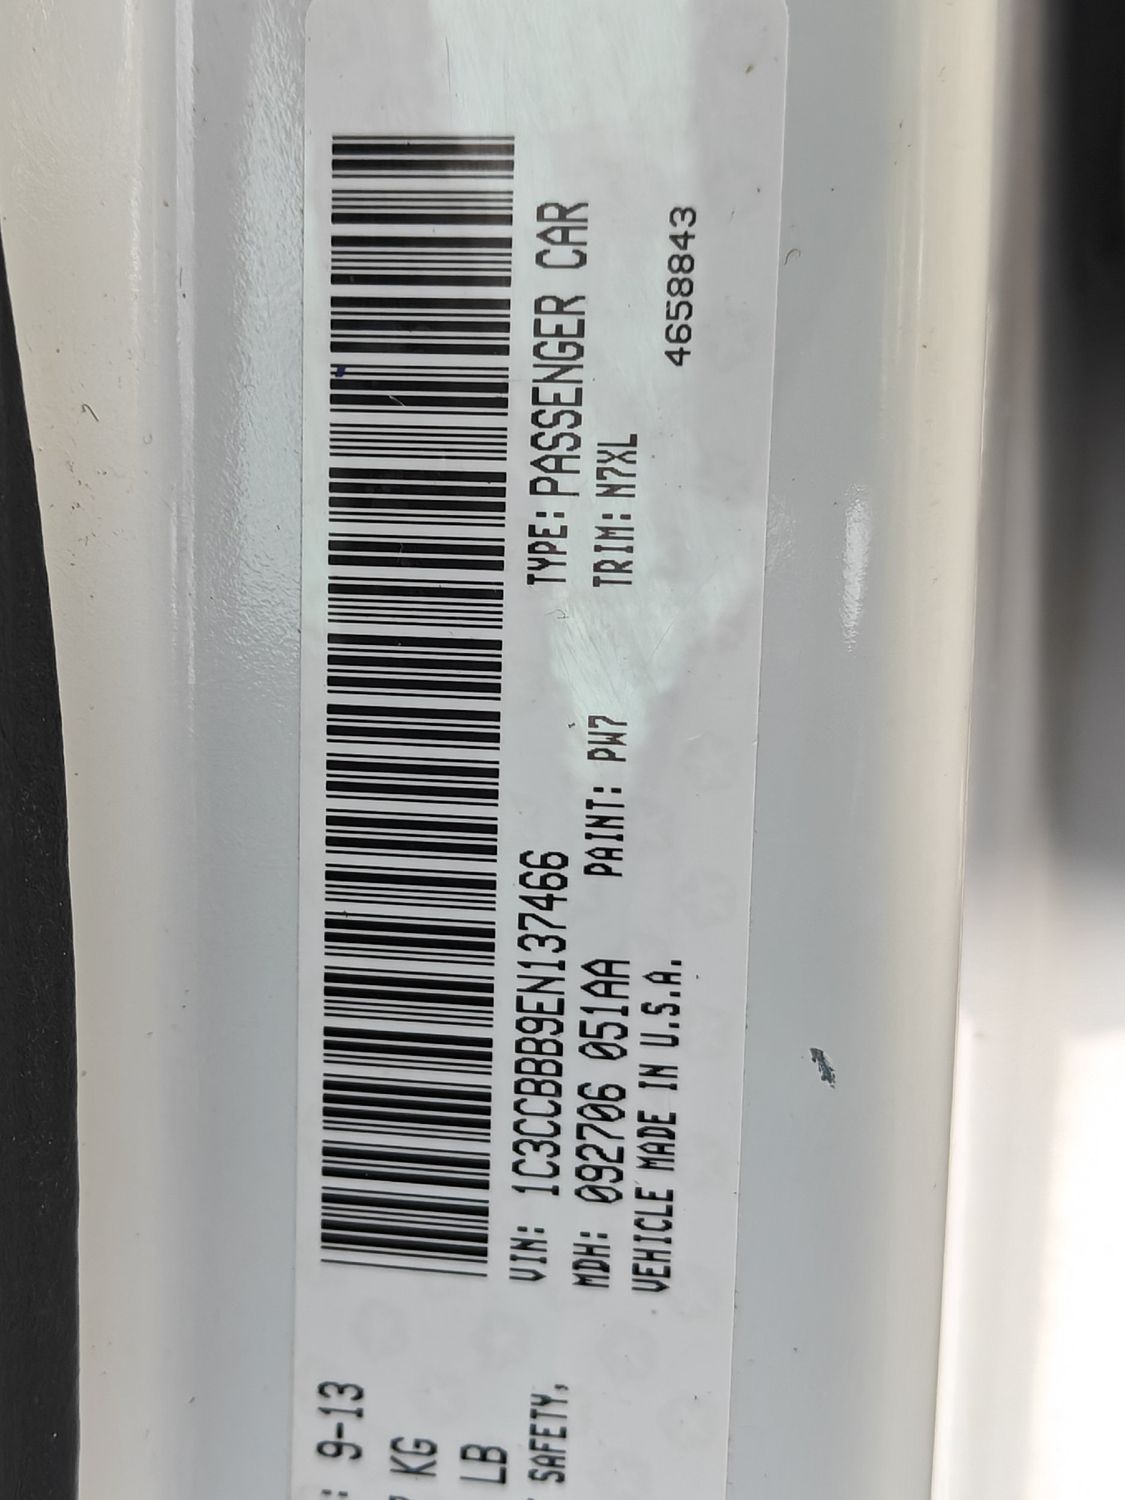 : 9-13
KG
LB
SAFETY,
VIN: 1C3CCBBB9EN137466
TYPE: PASSENGER CAR
MDH: 092706 051AA PAINT: PW7 TRIM: N7XL
VEHICLE MADE IN U.S.A.
4658843